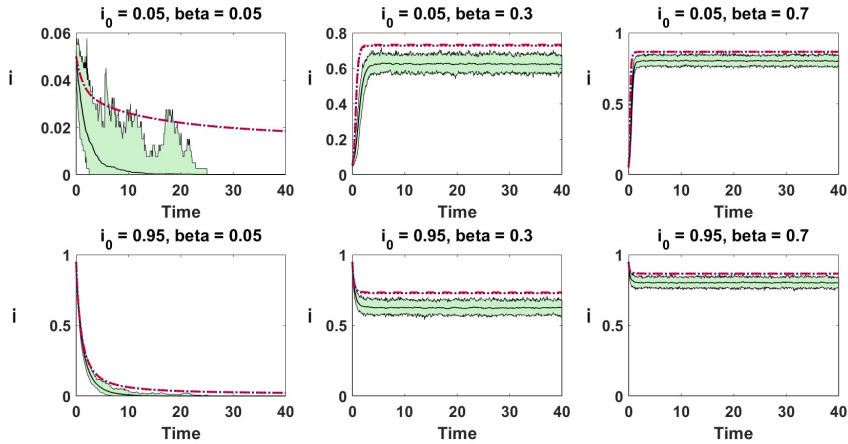 i0 = 0.05, beta = 0.05
i0 = 0.05, beta = 0.3
i0 = 0.05, beta = 0.7
0.06
0.04
0.02
0
i
0 10 20 30 40
Time
0.8
0.6
0.4
0.2
0
i
0 10 20 30 40
Time
1
0.5
0
i
0 10 20 30 40
Time
i0 = 0.95, beta = 0.05
i0 = 0.95, beta = 0.3
i0 = 0.95, beta = 0.7
1
0.5
0
i
0 10 20 30 40
Time
1
0.5
0
i
0 10 20 30 40
Time
1
0.5
0
i
0 10 20 30 40
Time